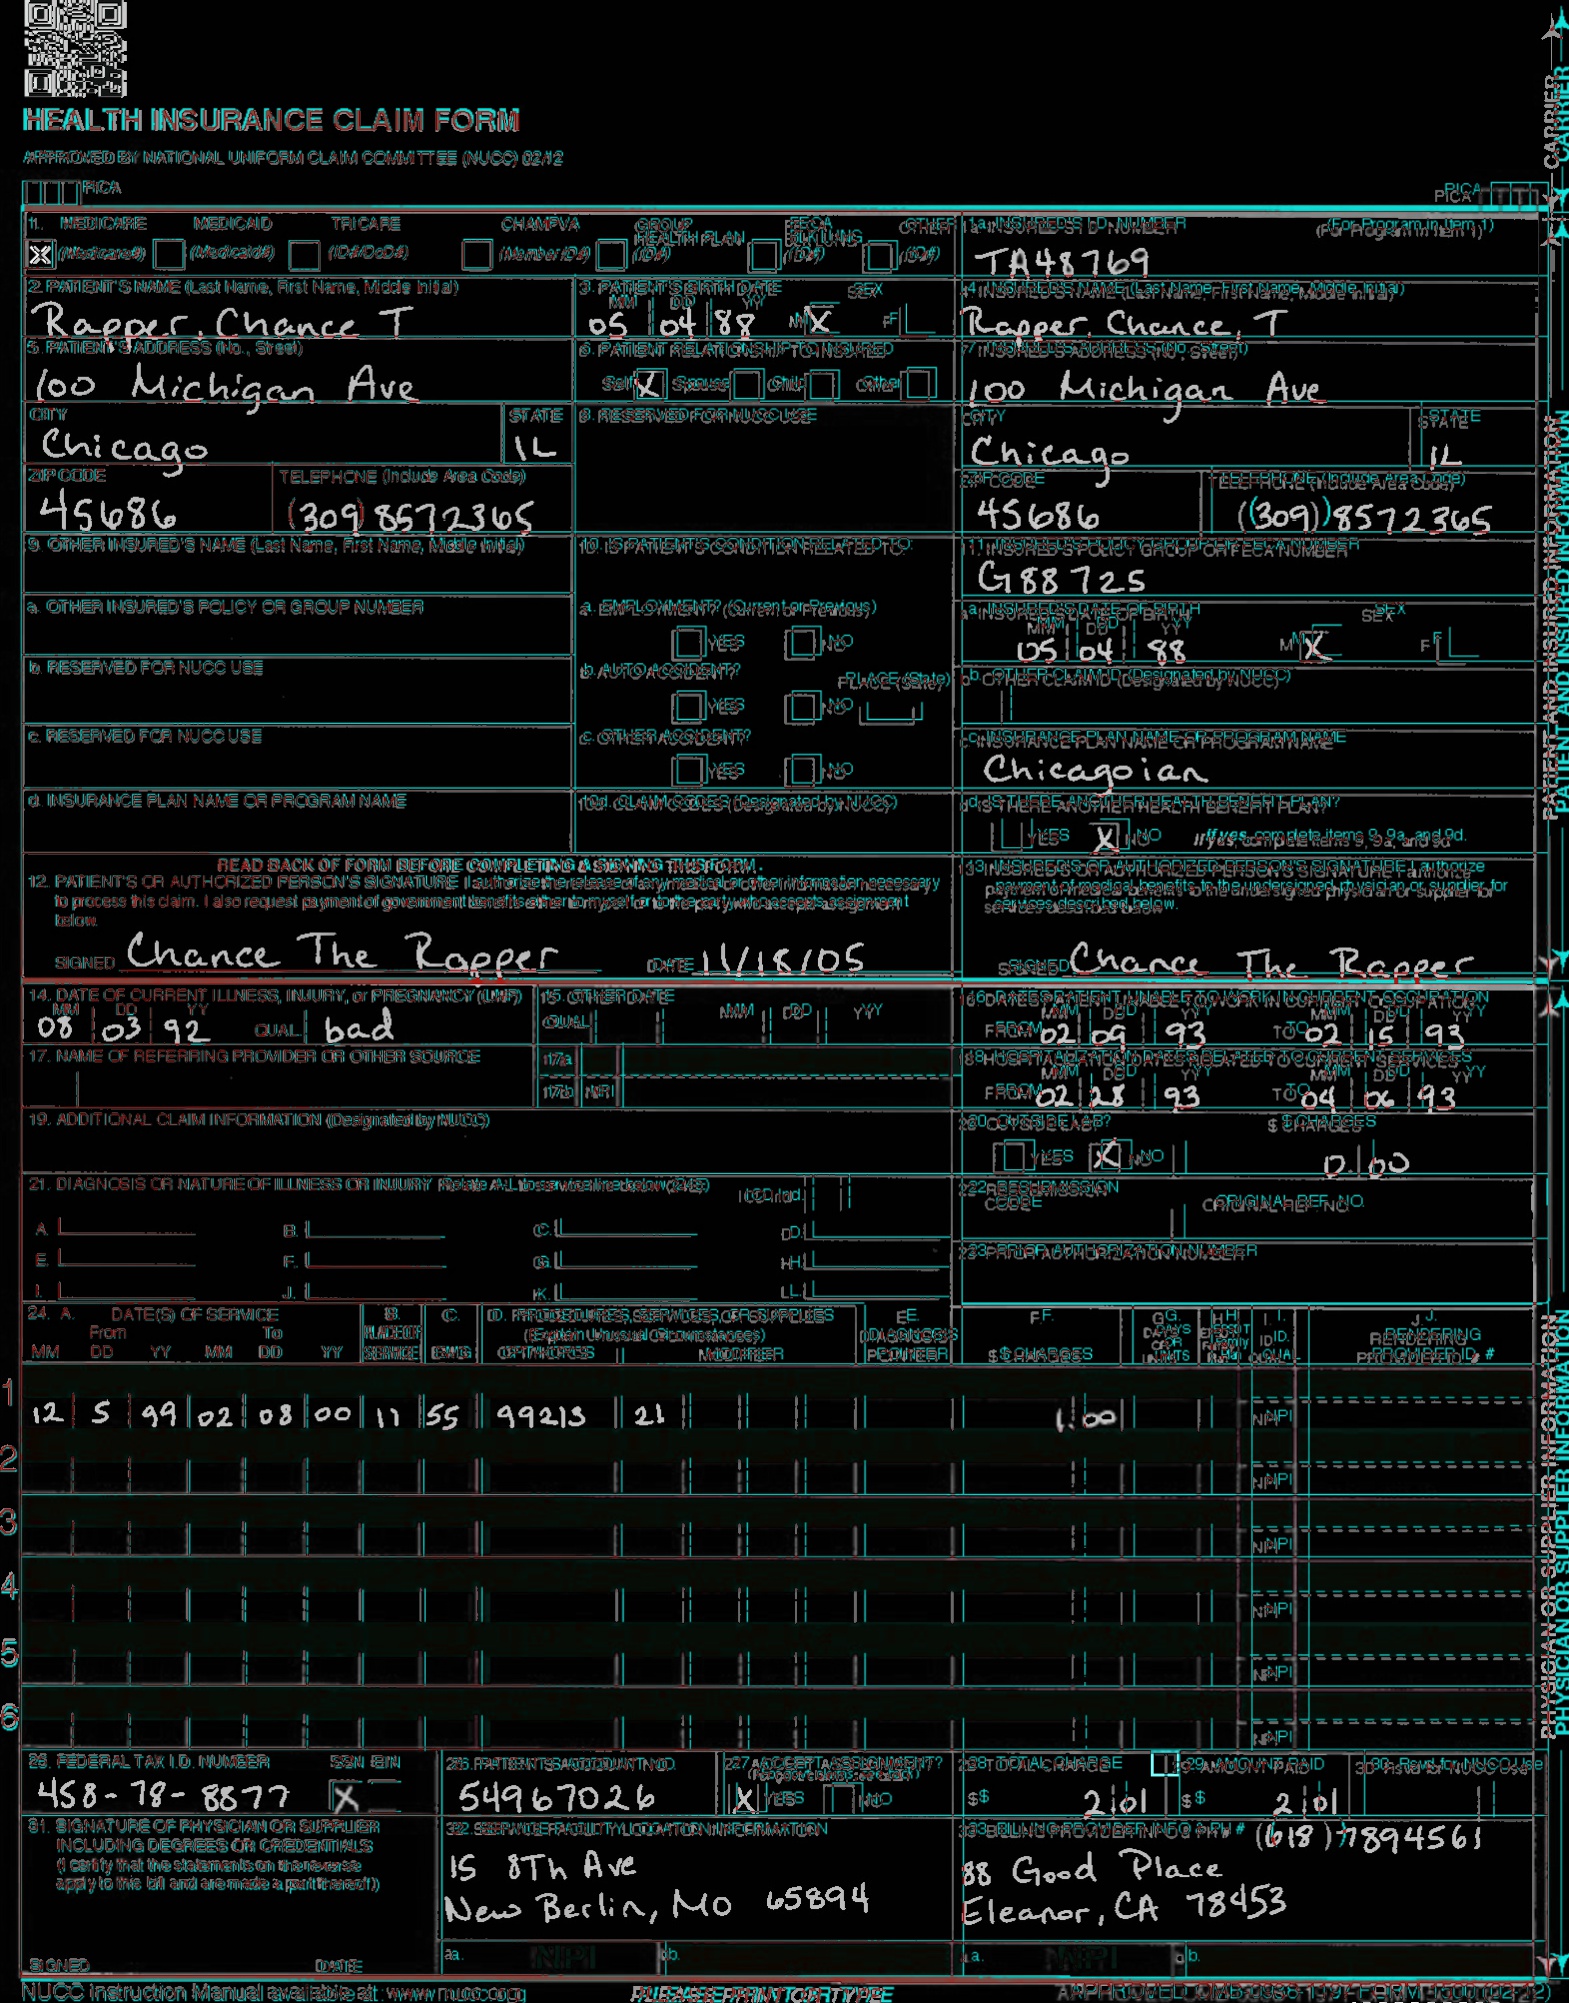 HEALTH INSURANCE CLAIM FORM
APPROVED BY NATIONAL UNIFORM CLAIM COMMITTEE (NUCC) 02/12
PICA
PICA
CARRIER
1. MEDICARE MEDICAID TRICARE CHAMPVA GROUP HEALTH PLAN FECA BLK LUNG OTHER
X (Medicare#) (Medicaid#) (ID#/DoD#) (Member ID#) (ID#) (ID#) (ID#)
1a. INSURED'S I.D. NUMBER (For Program in Item 1)
TA48769
2. PATIENT'S NAME (Last Name, First Name, Middle Initial)
Rapper, Chance T
3. PATIENT'S BIRTH DATE SEX
MM DD YY
05 04 88 M X F
4. INSURED'S NAME (Last Name, First Name, Middle Initial)
Rapper, Chance, T
5. PATIENT'S ADDRESS (No., Street)
100 Michigan Ave
6. PATIENT RELATIONSHIP TO INSURED
Self X Spouse Child Other
7. INSURED'S ADDRESS (No., Street)
100 Michigan Ave
CITY STATE
Chicago IL
8. RESERVED FOR NUCC USE
CITY STATE
Chicago IL
ZIP CODE TELEPHONE (Include Area Code)
45686 (309) 8572365
ZIP CODE TELEPHONE (Include Area Code)
45686 (309) 8572365
PATIENT AND INSURED INFORMATION
9. OTHER INSURED'S NAME (Last Name, First Name, Middle Initial)
10. IS PATIENT'S CONDITION RELATED TO:
11. INSURED'S POLICY GROUP OR FECA NUMBER
G88725
a. OTHER INSURED'S POLICY OR GROUP NUMBER
a. EMPLOYMENT? (Current or Previous)
YES NO
a. INSURED'S DATE OF BIRTH SEX
MM DD YY
05 04 88 M X F
b. RESERVED FOR NUCC USE
b. AUTO ACCIDENT? PLACE (State)
YES NO
b. OTHER CLAIM ID (Designated by NUCC)
c. RESERVED FOR NUCC USE
c. OTHER ACCIDENT?
YES NO
c. INSURANCE PLAN NAME OR PROGRAM NAME
Chicagoian
d. INSURANCE PLAN NAME OR PROGRAM NAME
10d. CLAIM CODES (Designated by NUCC)
d. IS THERE ANOTHER HEALTH BENEFIT PLAN?
YES X NO If yes, complete items 9, 9a, and 9d.
READ BACK OF FORM BEFORE COMPLETING & SIGNING THIS FORM.
12. PATIENT'S OR AUTHORIZED PERSON'S SIGNATURE I authorize the release of any medical or other information necessary
to process this claim. I also request payment of government benefits either to myself or to the party who accepts assignment
below.
SIGNED Chance The Rapper DATE 11/18/05
13. INSURED'S OR AUTHORIZED PERSON'S SIGNATURE I authorize
payment of medical benefits to the undersigned physician or supplier for
services described below.
SIGNED Chance The Rapper
14. DATE OF CURRENT ILLNESS, INJURY, or PREGNANCY (LMP)
MM DD YY
08 03 92 QUAL. bad
15. OTHER DATE
QUAL. MM DD YY
16. DATES PATIENT UNABLE TO WORK IN CURRENT OCCUPATION
MM DD YY MM DD YY
FROM 02 09 93 TO 02 15 93
17. NAME OF REFERRING PROVIDER OR OTHER SOURCE
17a.
17b. NPI
18. HOSPITALIZATION DATES RELATED TO CURRENT SERVICES
MM DD YY MM DD YY
FROM 02 28 93 TO 04 06 93
19. ADDITIONAL CLAIM INFORMATION (Designated by NUCC)
20. OUTSIDE LAB? $ CHARGES
YES X NO
21. DIAGNOSIS OR NATURE OF ILLNESS OR INJURY Relate A-L to service line below (24E) ICD Ind.
A. B. C. D.
E. F. G. H.
I. J. K. L.
22. RESUBMISSION CODE ORIGINAL REF. NO.
23. PRIOR AUTHORIZATION NUMBER
24. A. DATE(S) OF SERVICE B. C. D. PROCEDURES, SERVICES, OR SUPPLIES E. F. G. H. I. J.
From To PLACE OF (Explain Unusual Circumstances) DIAGNOSIS DAYS OR ID. RENDERING
MM DD YY MM DD YY SERVICE EMG CPT/HCPCS MODIFIER POINTER $ CHARGES UNITS QUAL. PROVIDER ID. #
1
12 5 99 02 08 00 11 55 99213 21 1.00 NPI
2
NPI
3
NPI
4
NPI
5
NPI
6
NPI
PHYSICIAN OR SUPPLIER INFORMATION
25. FEDERAL TAX I.D. NUMBER SSN EIN
458-78-8877 X
26. PATIENT'S ACCOUNT NO.
54967026
27. ACCEPT ASSIGNMENT?
X YES NO
28. TOTAL CHARGE
$ 2 01
29. AMOUNT PAID
$ 2 01
30. Rsvd for NUCC Use
31. SIGNATURE OF PHYSICIAN OR SUPPLIER
INCLUDING DEGREES OR CREDENTIALS
(I certify that the statements on the reverse
apply to this bill and are made a part thereof.)
SIGNED DATE
32. SERVICE FACILITY LOCATION INFORMATION
15 8Th Ave
New Berlin, MO 65894
a. NPI b.
33. BILLING PROVIDER INFO & PH # (618) 7894561
88 Good Place
Eleanor, CA 78453
a. NPI b.
NUCC Instruction Manual available at: www.nucc.org
PLEASE PRINT OR TYPE